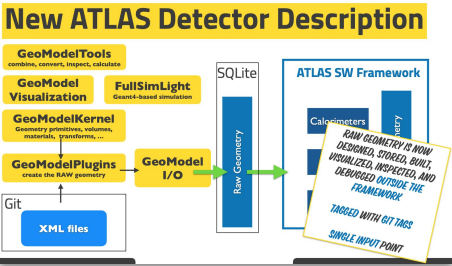 New ATLAS Detector Description
GeoModelTools
combine, convert, inspect, calculate
GeoModel
Visualization
FullSimLight
Geant4-based simulation
GeoModelKernel
Geometry primitives, volumes,
materials, transforms, ...
GeoModelPlugins
create the RAW geometry
GeoModel
I/O
Git
XML files
SQLite
Raw Geometry
ATLAS SW Framework
Calorimeters
RAW GEOMETRY IS NOW
DESIGNED, STORED, BUILT,
VISUALIZED, INSPECTED, AND
DEBUGGED OUTSIDE THE
FRAMEWORK
TAGGED WITH GIT TAGS
SINGLE INPUT POINT